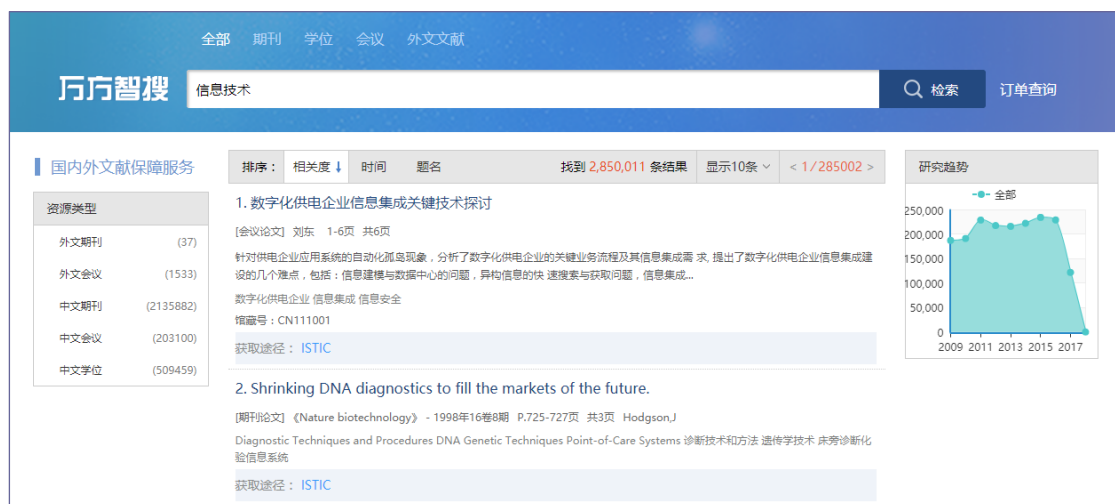 全部 期刊 学位 会议 外文文献
万方智搜 信息技术 检索 订单查询
国内外文献保障服务
资源类型
外文期刊 (37)
外文会议 (1533)
中文期刊 (2135882)
中文会议 (203100)
中文学位 (509459)
排序： 相关度↓ 时间 题名 找到 2,850,011 条结果 显示10条 < 1/285002 >
1. 数字化供电企业信息集成关键技术探讨
[会议论文] 刘东 1-6页 共6页
针对供电企业应用系统的自动化孤岛现象，分析了数字化供电企业的关键业务流程及其信息集成需 求, 提出了数字化供电企业信息集成建
设的几个难点，包括：信息建模与数据中心的问题，异构信息的快 速搜索与获取问题，信息集成...
数字化供电企业 信息集成 信息安全
馆藏号：CN111001
获取途径： ISTIC
2. Shrinking DNA diagnostics to fill the markets of the future.
[期刊论文] 《Nature biotechnology》 - 1998年16卷8期 P.725-727页 共3页 Hodgson,J
Diagnostic Techniques and Procedures DNA Genetic Techniques Point-of-Care Systems 诊断技术和方法 遗传学技术 床旁诊断化
验信息系统
获取途径： ISTIC
研究趋势
全部
250,000
200,000
150,000
100,000
50,000
0
2009 2011 2013 2015 2017